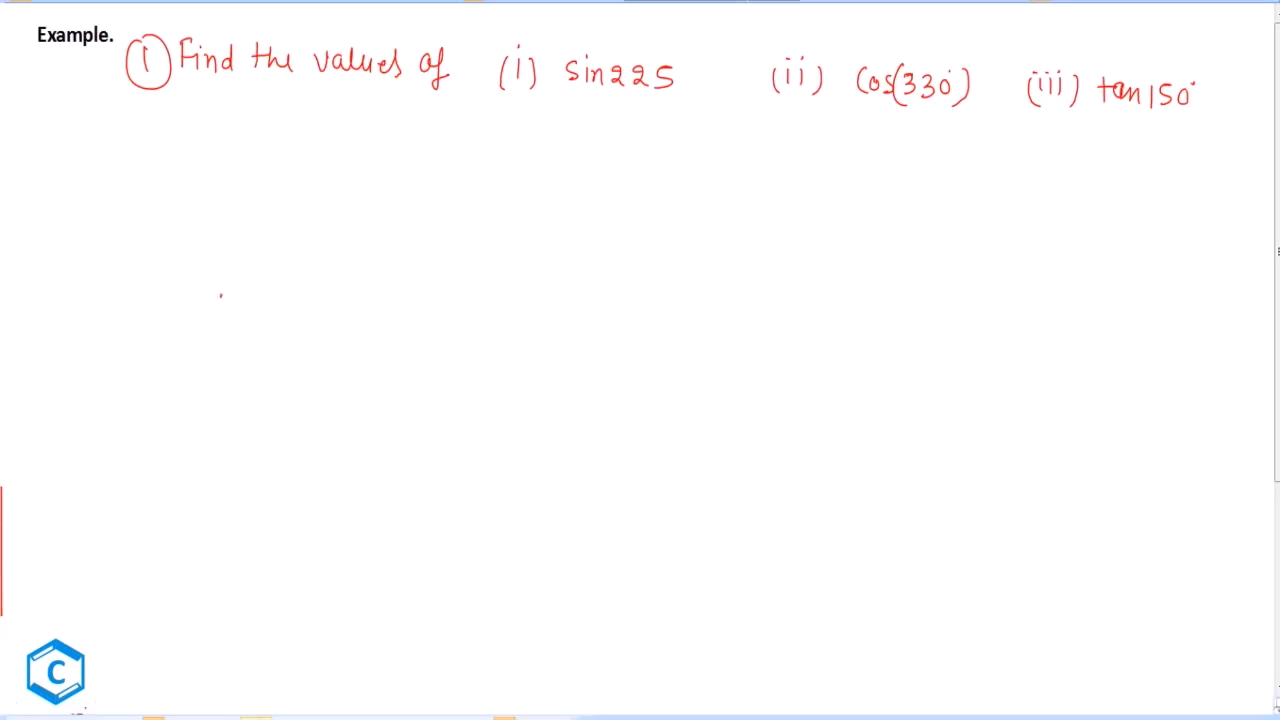 Example.
① Find the values of (i) sin225 (ii) Cos(330°) (iii) tan150°
C